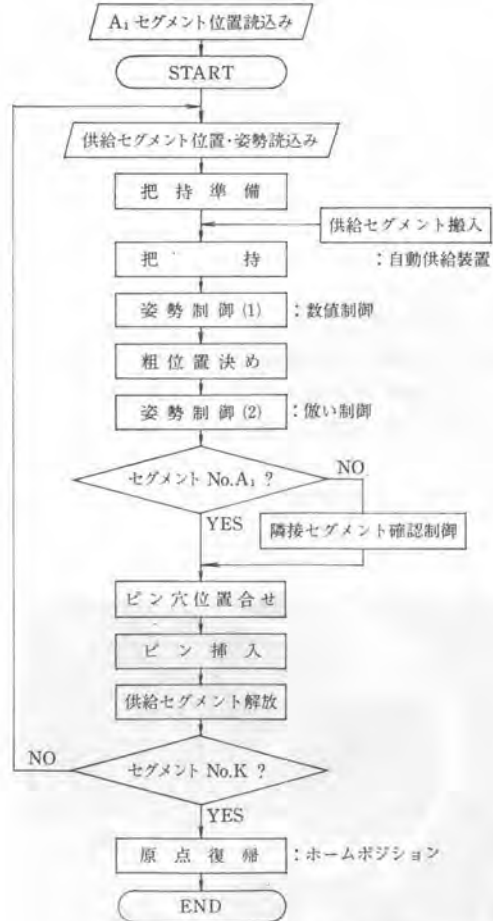 A₁ セグメント位置読込み
START
供給セグメント位置・姿勢読込み
把持準備
供給セグメント搬入
把 持
：自動供給装置
姿勢制御(1) ：数値制御
粗位置決め
姿勢制御(2) ：倣い制御
セグメント No.A₁ ?
NO
YES
隣接セグメント確認制御
ピン穴位置合せ
ピン挿入
供給セグメント解放
NO
セグメント No.K ?
YES
原点復帰 ：ホームポジション
END